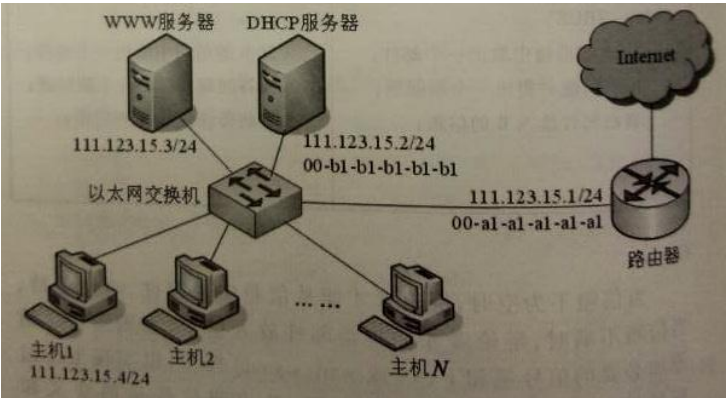 WWW服务器
DHCP服务器
Internet
111.123.15.3/24
111.123.15.2/24
00-b1-b1-b1-b1-b1
以太网交换机
111.123.15.1/24
00-a1-a1-a1-a1-a1
路由器
... ...
主机1
111.123.15.4/24
主机2
主机N